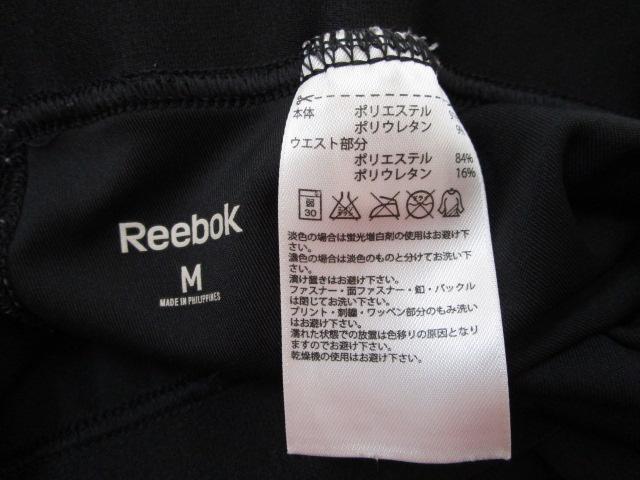 Reebok
M
MADE IN PHILIPPINES
本体 ポリエステル
ポリウレタン
ウエスト部分
ポリエステル 84%
ポリウレタン 16%
弱
30
淡色の場合は蛍光増白剤の使用はお避け下
さい。
濃色の場合は淡色のものと分けてお洗い下
さい。
漬け置きはお避け下さい。
ファスナー・面ファスナー・釦・バックル
は閉じてお洗い下さい。
プリント・刺繍・ワッペン部分のもみ洗い
はお避け下さい。
濡れた状態での放置は色移りの原因となり
ますのでお避け下さい。
乾燥機の使用はお避け下さい。